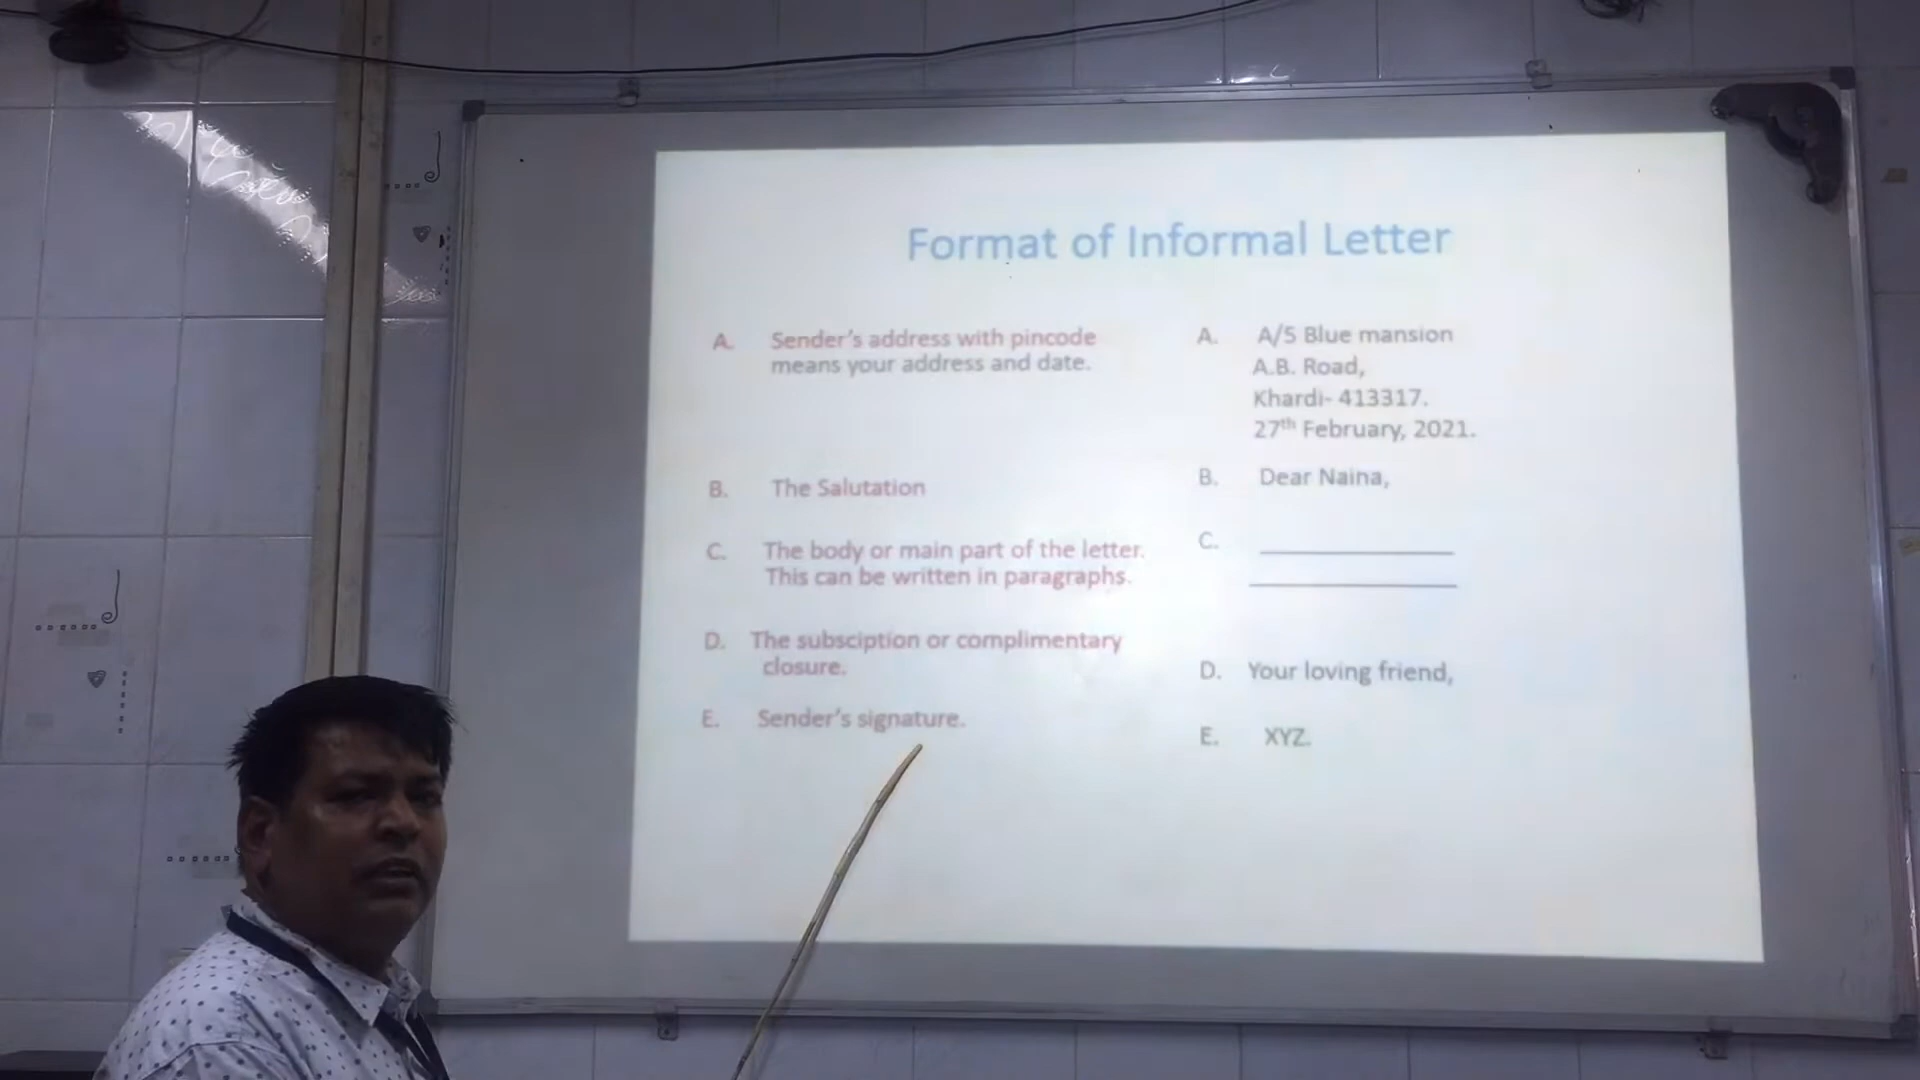 Format of Informal Letter
A. Sender's address with pincode
means your address and date.
B. The Salutation
C. The body or main part of the letter.
This can be written in paragraphs.
D. The subsciption or complimentary
closure.
E. Sender's signature.
A. A/5 Blue mansion
A.B. Road,
Khardi- 413317.
27th February, 2021.
B. Dear Naina,
C.
D. Your loving friend,
E. XYZ.